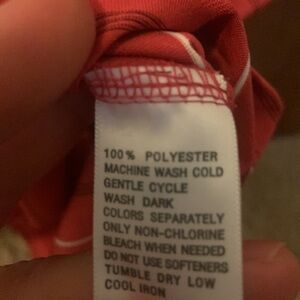 100% POLYESTER
MACHINE WASH COLD
GENTLE CYCLE
WASH DARK
COLORS SEPARATELY
ONLY NON-CHLORINE
BLEACH WHEN NEEDED
DO NOT USE SOFTENERS
TUMBLE DRY LOW
COOL IRON